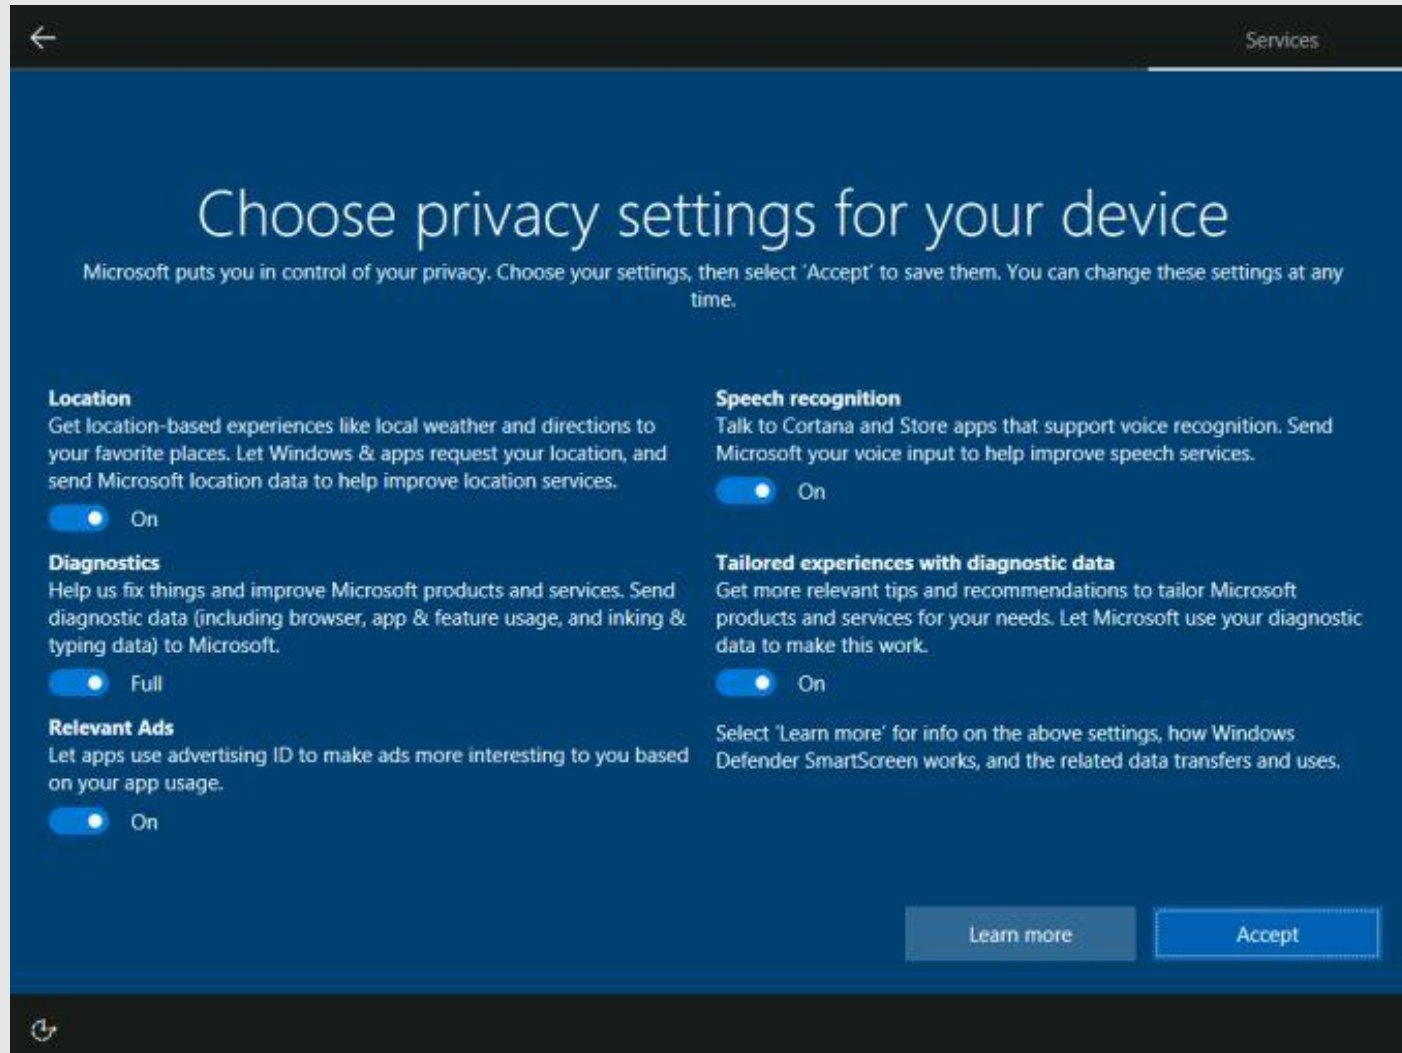 Services
Choose privacy settings for your device
Microsoft puts you in control of your privacy. Choose your settings, then select 'Accept' to save them. You can change these settings at any
time.
Location
Get location-based experiences like local weather and directions to
your favorite places. Let Windows & apps request your location, and
send Microsoft location data to help improve location services.
On
Diagnostics
Help us fix things and improve Microsoft products and services. Send
diagnostic data (including browser, app & feature usage, and inking &
typing data) to Microsoft.
Full
Relevant Ads
Let apps use advertising ID to make ads more interesting to you based
on your app usage.
On
Speech recognition
Talk to Cortana and Store apps that support voice recognition. Send
Microsoft your voice input to help improve speech services.
On
Tailored experiences with diagnostic data
Get more relevant tips and recommendations to tailor Microsoft
products and services for your needs. Let Microsoft use your diagnostic
data to make this work.
On
Select 'Learn more' for info on the above settings, how Windows
Defender SmartScreen works, and the related data transfers and uses.
Learn more
Accept